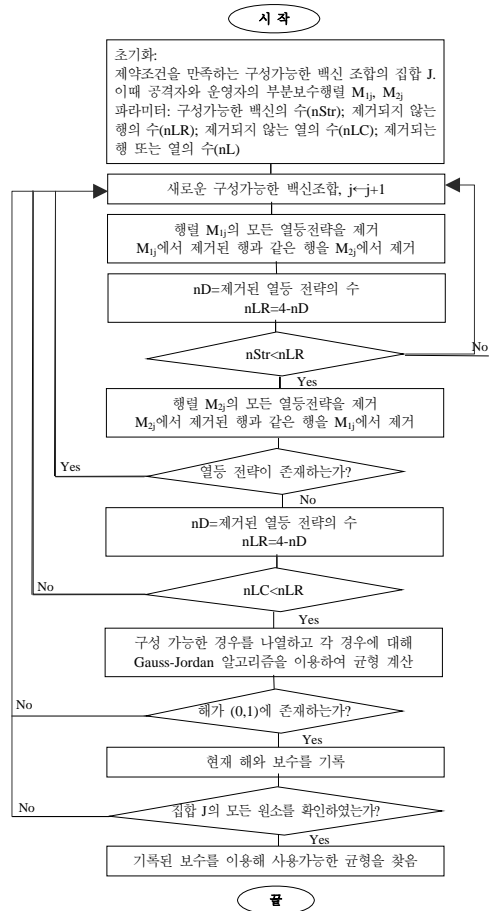 시 작
초기화:
제약조건을 만족하는 구성가능한 백신 조합의 집합 J.
이때 공격자와 운영자의 부분보수행렬 M1j, M2j
파라미터: 구성가능한 백신의 수(nStr); 제거되지 않는
행의 수(nLR); 제거되지 않는 열의 수(nLC); 제거되는
행 또는 열의 수(nL)
새로운 구성가능한 백신조합, j←j+1
행렬 M1j의 모든 열등전략을 제거
M1j에서 제거된 행과 같은 행을 M2j에서 제거
nD=제거된 열등 전략의 수
nLR=4-nD
nStr<nLR
No
Yes
행렬 M2j의 모든 열등전략을 제거
M2j에서 제거된 행과 같은 행을 M1j에서 제거
Yes
열등 전략이 존재하는가?
No
nD=제거된 열등 전략의 수
nLR=4-nD
No
nLC<nLR
Yes
구성 가능한 경우를 나열하고 각 경우에 대해
Gauss-Jordan 알고리즘을 이용하여 균형 계산
No
해가 (0,1)에 존재하는가?
Yes
현재 해와 보수를 기록
No
집합 J의 모든 원소를 확인하였는가?
Yes
기록된 보수를 이용해 사용가능한 균형을 찾음
끝